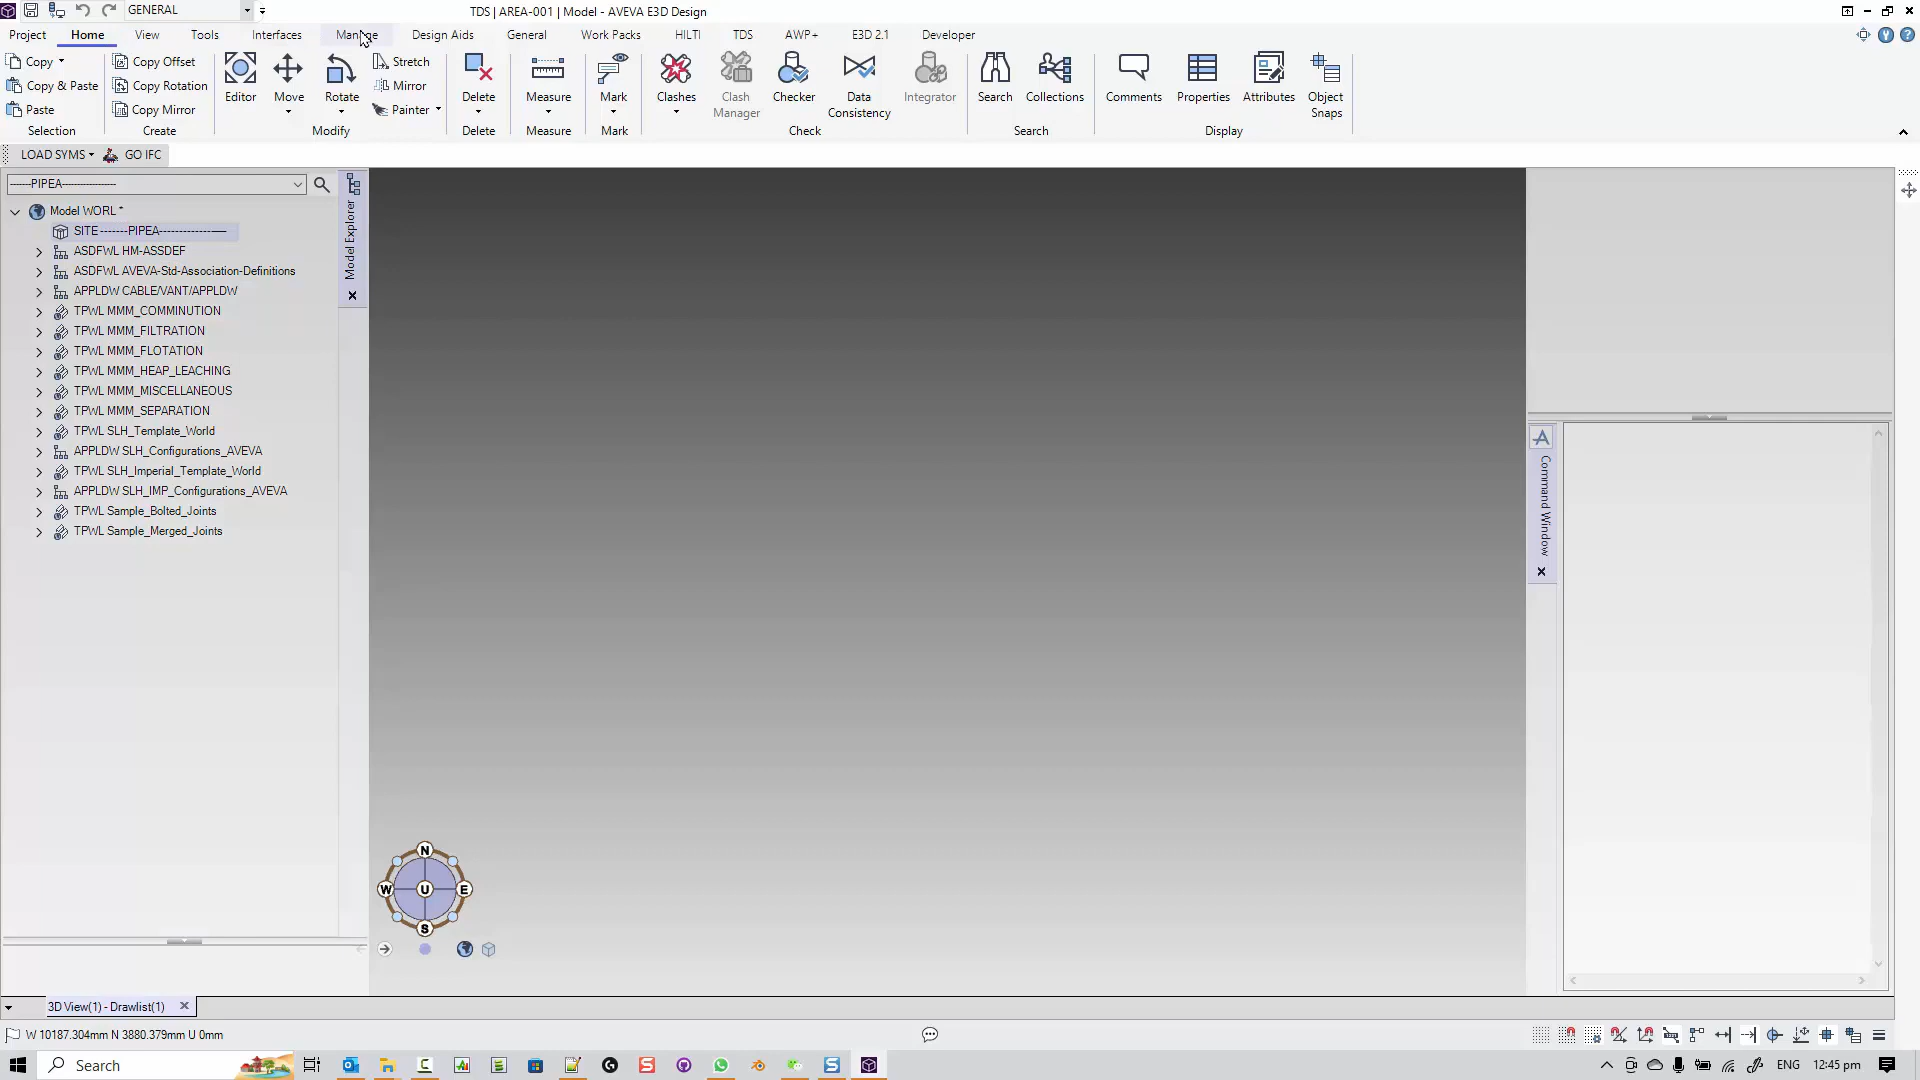 GENERAL
TDS | AREA-001 | Model - AVEVA E3D Design
Project Home View Tools Interfaces Manage Design Aids General Work Packs HILTI TDS AWP+ E3D 2.1 Developer
Copy
Copy & Paste
Paste
Selection
Copy Offset
Copy Rotation
Copy Mirror
Create
Editor
Move
Rotate
Stretch
Mirror
Painter
Modify
Delete
Delete
Measure
Measure
Mark
Mark
Clashes
Clash Manager
Checker
Data Consistency
Integrator
Check
Search
Collections
Search
Comments
Properties
Attributes
Object Snaps
Display
LOAD SYMS GO IFC
-------PIPEA-----------------
Model WORL *
SITE -------PIPEA-----------------
ASDFWL HM-ASSDEF
ASDFWL AVEVA-Std-Association-Definitions
APPLDW CABLE/VANT/APPLDW
TPWL MMM_COMMINUTION
TPWL MMM_FILTRATION
TPWL MMM_FLOTATION
TPWL MMM_HEAP_LEACHING
TPWL MMM_MISCELLANEOUS
TPWL MMM_SEPARATION
TPWL SLH_Template_World
APPLDW SLH_Configurations_AVEVA
TPWL SLH_Imperial_Template_World
APPLDW SLH_IMP_Configurations_AVEVA
TPWL Sample_Bolted_Joints
TPWL Sample_Merged_Joints
Model Explorer
Command Window
N
W U E
S
3D View(1) - Drawlist(1)
W 10187.304mm N 3880.379mm U 0mm
Search
ENG 12:45 pm